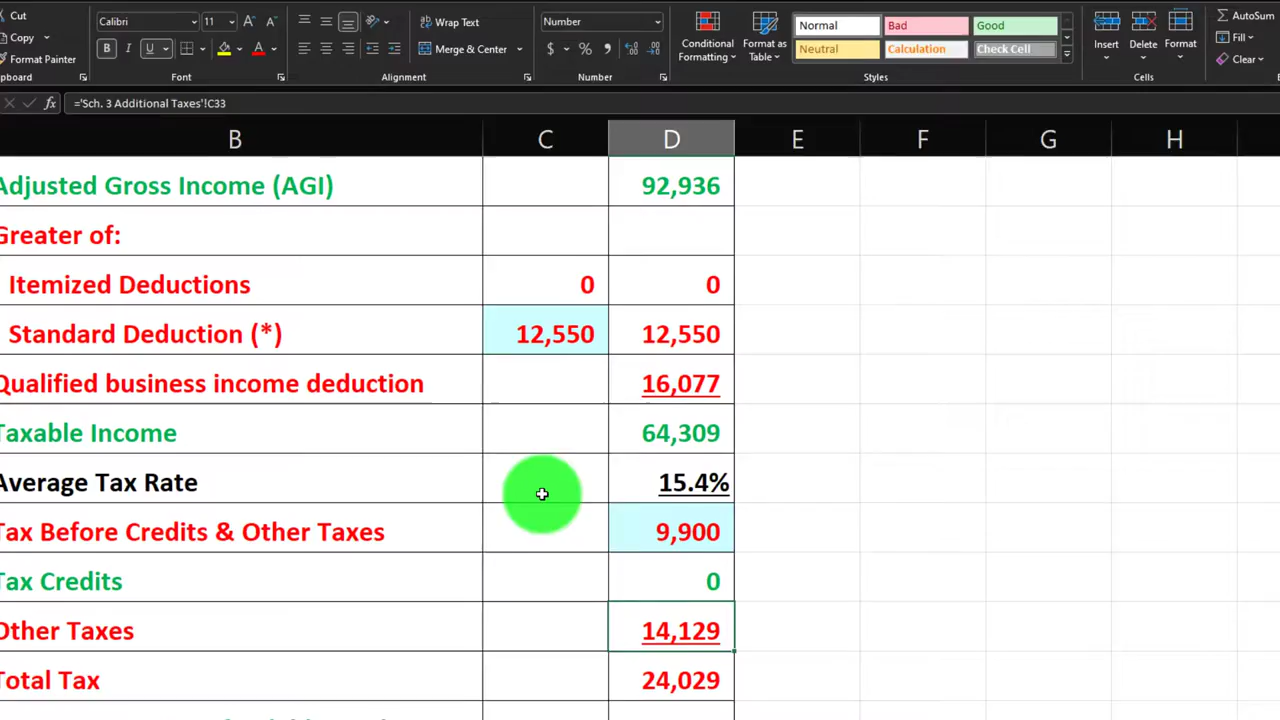 Cut
Calibri 11
Wrap Text
Number
Normal Bad Good
AutoSum
Copy
Merge & Center
Conditional Formatting
Format as Table
Neutral Calculation Check Cell
Insert Delete Format
Fill
Format Painter
Clear
Font Alignment Number Styles Cells
='Sch. 3 Additional Taxes'!C33
B C D E F G H
Adjusted Gross Income (AGI) 92,936
Greater of:
Itemized Deductions 0 0
Standard Deduction (*) 12,550 12,550
Qualified business income deduction 16,077
Taxable Income 64,309
Average Tax Rate 15.4%
Tax Before Credits & Other Taxes 9,900
Tax Credits 0
Other Taxes 14,129
Total Tax 24,029